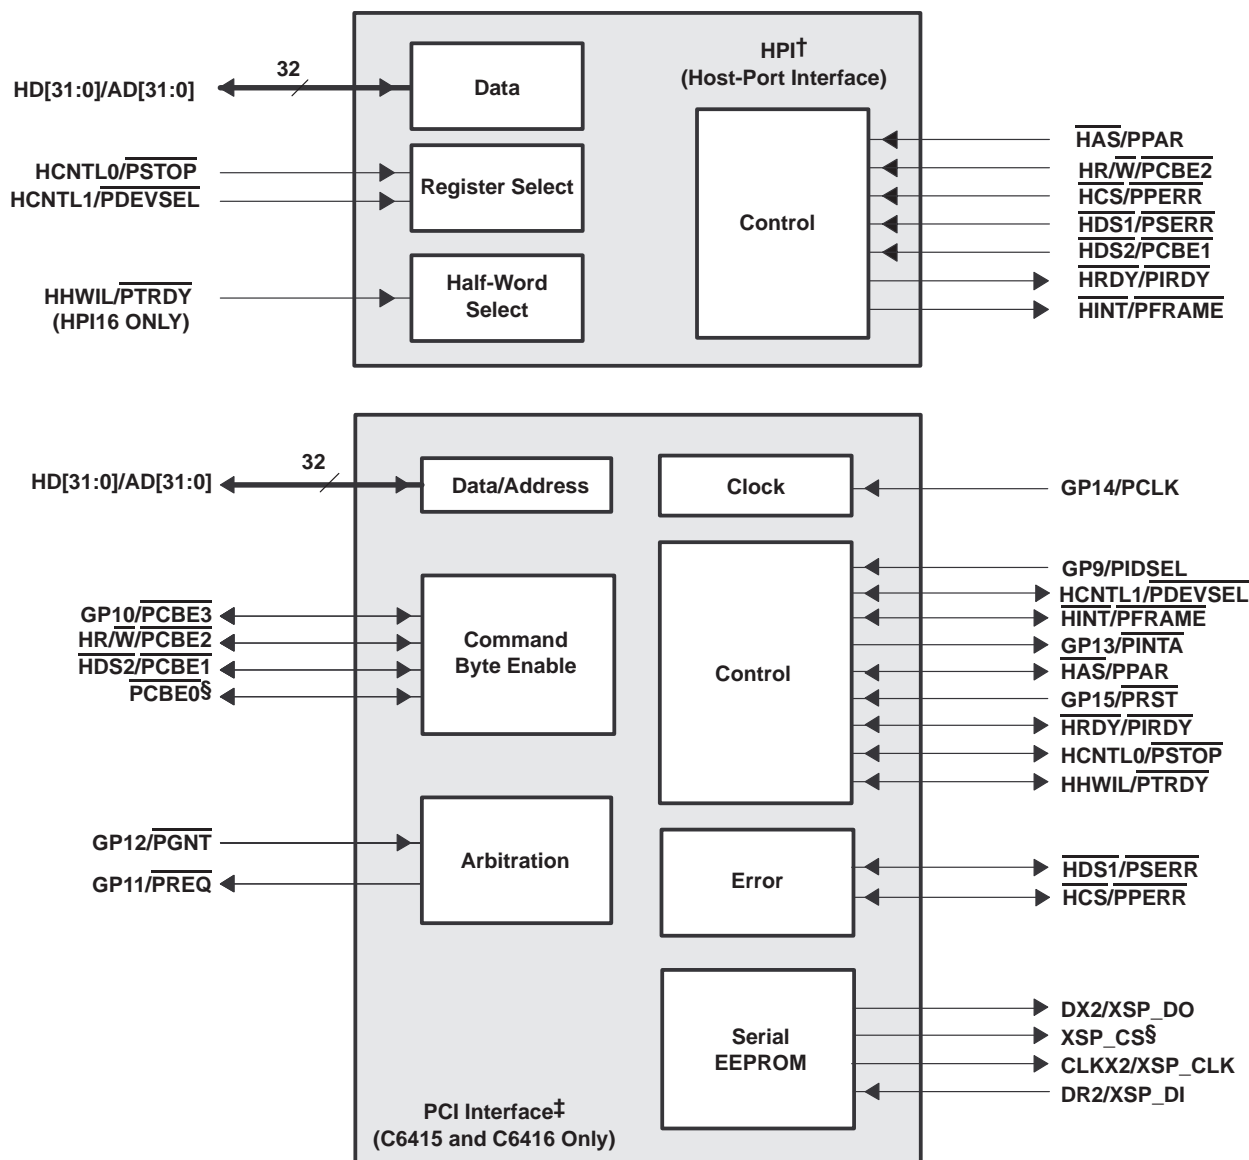 HPI†
(Host-Port Interface)
HD[31:0]/AD[31:0]
32
Data
HCNTL0/PSTOP
HCNTL1/PDEVSEL
Register Select
HHWIL/PTRDY
(HPI16 ONLY)
Half-Word
Select
Control
HAS/PPAR
HR/W/PCBE2
HCS/PPERR
HDS1/PSERR
HDS2/PCBE1
HRDY/PIRDY
HINT/PFRAME
HD[31:0]/AD[31:0]
32
Data/Address
Clock
GP14/PCLK
GP10/PCBE3
HR/W/PCBE2
HDS2/PCBE1
PCBE0§
Command
Byte Enable
Control
GP9/PIDSEL
HCNTL1/PDEVSEL
HINT/PFRAME
GP13/PINTA
HAS/PPAR
GP15/PRST
HRDY/PIRDY
HCNTL0/PSTOP
HHWIL/PTRDY
GP12/PGNT
GP11/PREQ
Arbitration
Error
HDS1/PSERR
HCS/PPERR
Serial
EEPROM
DX2/XSP_DO
XSP_CS§
CLKX2/XSP_CLK
DR2/XSP_DI
PCI Interface‡
(C6415 and C6416 Only)